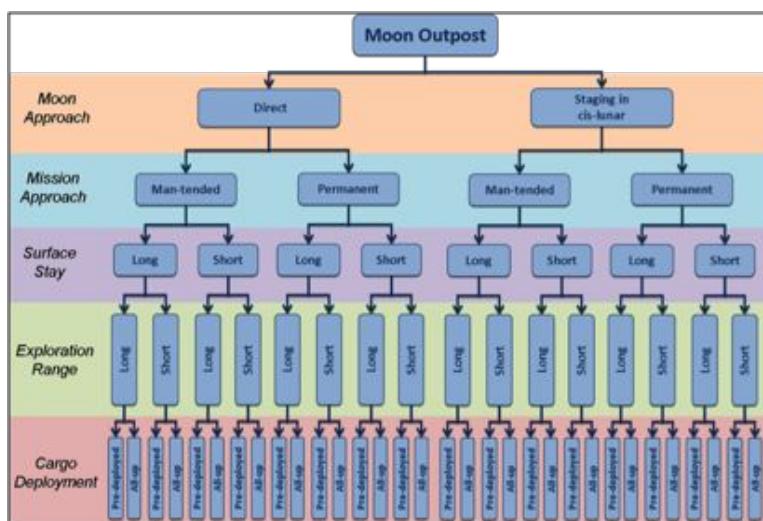 Moon Outpost
Moon
Approach
Direct
Staging in
cis-lunar
Mission
Approach
Man-tended
Permanent
Man-tended
Permanent
Surface
Stay
Long
Short
Long
Short
Long
Short
Long
Short
Exploration
Range
Long
Short
Long
Short
Long
Short
Long
Short
Long
Short
Long
Short
Long
Short
Long
Short
Cargo
Deployment
Pre-deployed
All-up
Pre-deployed
All-up
Pre-deployed
All-up
Pre-deployed
All-up
Pre-deployed
All-up
Pre-deployed
All-up
Pre-deployed
All-up
Pre-deployed
All-up
Pre-deployed
All-up
Pre-deployed
All-up
Pre-deployed
All-up
Pre-deployed
All-up
Pre-deployed
All-up
Pre-deployed
All-up
Pre-deployed
All-up
Pre-deployed
All-up